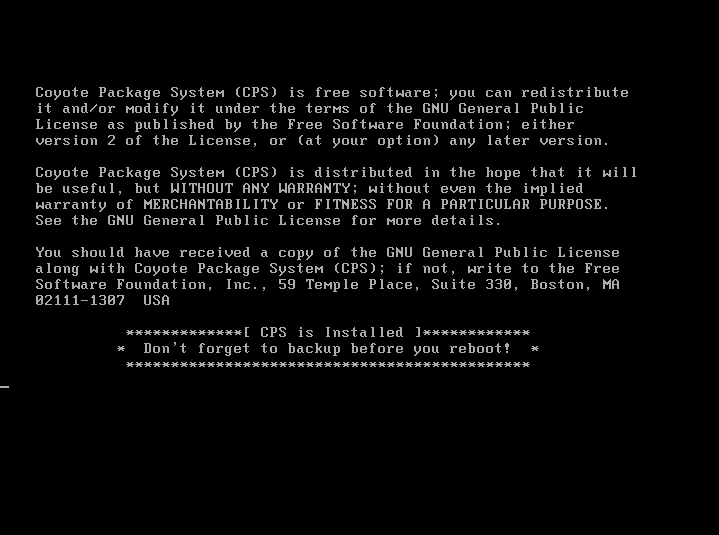 Coyote Package System (CPS) is free software; you can redistribute
it and/or modify it under the terms of the GNU General Public
License as published by the Free Software Foundation; either
version 2 of the License, or (at your option) any later version.
Coyote Package System (CPS) is distributed in the hope that it will
be useful, but WITHOUT ANY WARRANTY; without even the implied
warranty of MERCHANTABILITY or FITNESS FOR A PARTICULAR PURPOSE.
See the GNU General Public License for more details.
You should have received a copy of the GNU General Public License
along with Coyote Package System (CPS); if not, write to the Free
Software Foundation, Inc., 59 Temple Place, Suite 330, Boston, MA
02111-1307  USA
*************[ CPS is Installed ]************
*  Don't forget to backup before you reboot!  *
*********************************************